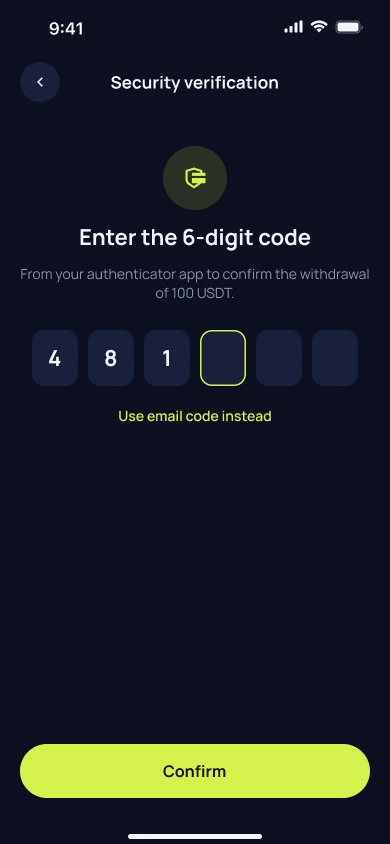 9:41
Security verification
Enter the 6-digit code
From your authenticator app to confirm the withdrawal
of 100 USDT.
4 8 1
Use email code instead
Confirm